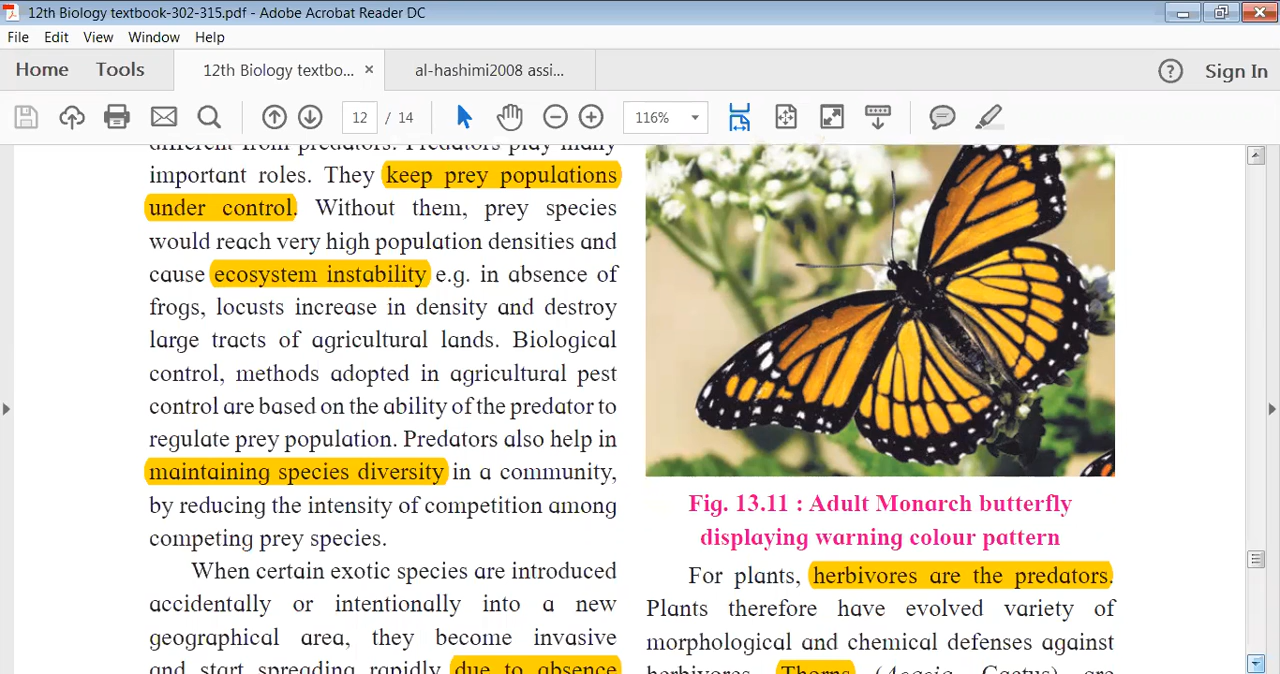 12th Biology textbook-302-315.pdf - Adobe Acrobat Reader DC
File Edit View Window Help
Home Tools 12th Biology textbo... × al-hashimi2008 assi... ? Sign In
12 / 14 116%
different from predators. Predators play many
important roles. They keep prey populations
under control. Without them, prey species
would reach very high population densities and
cause ecosystem instability e.g. in absence of
frogs, locusts increase in density and destroy
large tracts of agricultural lands. Biological
control, methods adopted in agricultural pest
control are based on the ability of the predator to
regulate prey population. Predators also help in
maintaining species diversity in a community,
by reducing the intensity of competition among
competing prey species.
When certain exotic species are introduced
accidentally or intentionally into a new
geographical area, they become invasive
and start spreading rapidly due to absence
Fig. 13.11 : Adult Monarch butterfly
displaying warning colour pattern
For plants, herbivores are the predators.
Plants therefore have evolved variety of
morphological and chemical defenses against
herbivores. Thorns (Acacia, Cactus) are